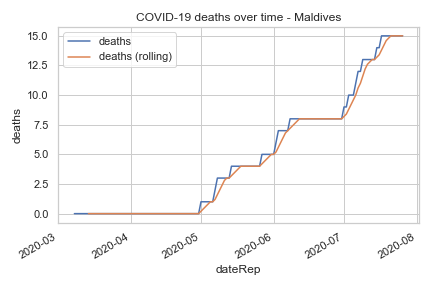 COVID-19 deaths over time - Maldives
deaths
deaths (rolling)
15.0
12.5
10.0
7.5
5.0
2.5
0.0
deaths
2020-03
2020-04
2020-05
2020-06
2020-07
2020-08
dateRep